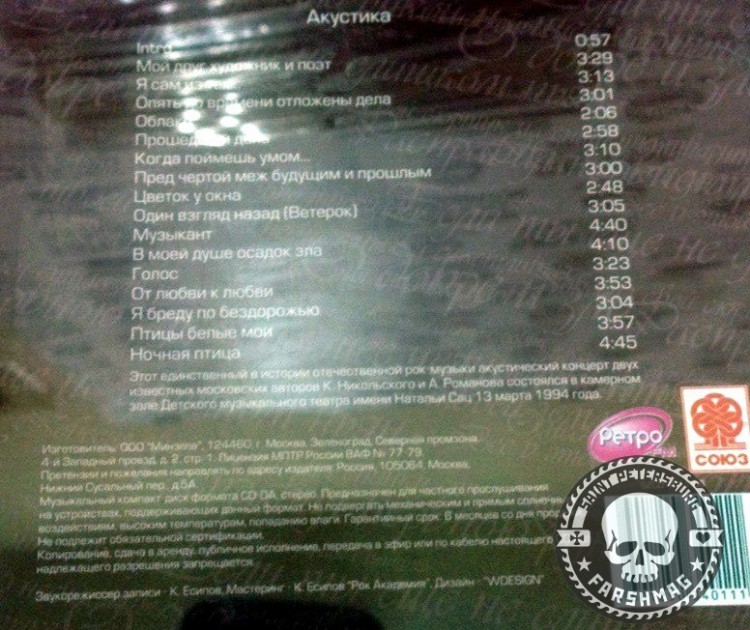 Акустика
Intro 0:57
Мой друг художник и поэт 3:29
Я сам из 3:13
Опять по времени отложены дела 3:01
Облака 2:06
2:58
Когда поймешь умом... 3:10
Пред чертой меж будущим и прошлым 3:00
Цветок у окна 2:48
Один взгляд назад (Ветерок) 3:05
Музыкант 4:40
В моей душе осадок зла 4:10
Голос 3:23
От любви к любви 3:53
Я бреду по бездорожью 3:04
Птицы белые мои 3:57
Ночная птица 4:45
Этот единственный в истории отечественной рок музыки акустический концерт двух
известных московских авторов К. Никольского и А. Романова состоялся в камерном
зале Детского музыкального театра имени Натальи Сац 13 марта 1994 года.
Ретро
FM
СОЮЗ
Изготовитель: ООО "Минэлла", 124460, г. Москва, Зеленоград, Северная промзона,
4-й Западный проезд, д. 2, стр. 1. Лицензия МПТР России ВАФ № 77-79.
Претензии и пожелания направлять по адресу издателя: Россия, 105064, Москва,
Нижний Сусальный пер., д.5А.
Музыкальный компакт диск формата CD-DA, стерео. Предназначен для частного прослушивания
на устройствах, поддерживающих данный формат. Не подвергать механическим и прямым солнечны
воздействиям, высоким температурам, попаданию влаги. Гарантийный срок: 6 месяцев со дня прод
Не подлежит обязательной сертификации.
Копирование, сдача в аренду, публичное исполнение, передача в эфир или по кабелю настоящего
надлежащего разрешения запрещается.
Звукорежиссер записи - К. Есипов, Мастеринг - К. Есипов "Рок Академия", Дизайн - "WDESIGN"
SAINT PETERSBURG
FARSHMAG
0111